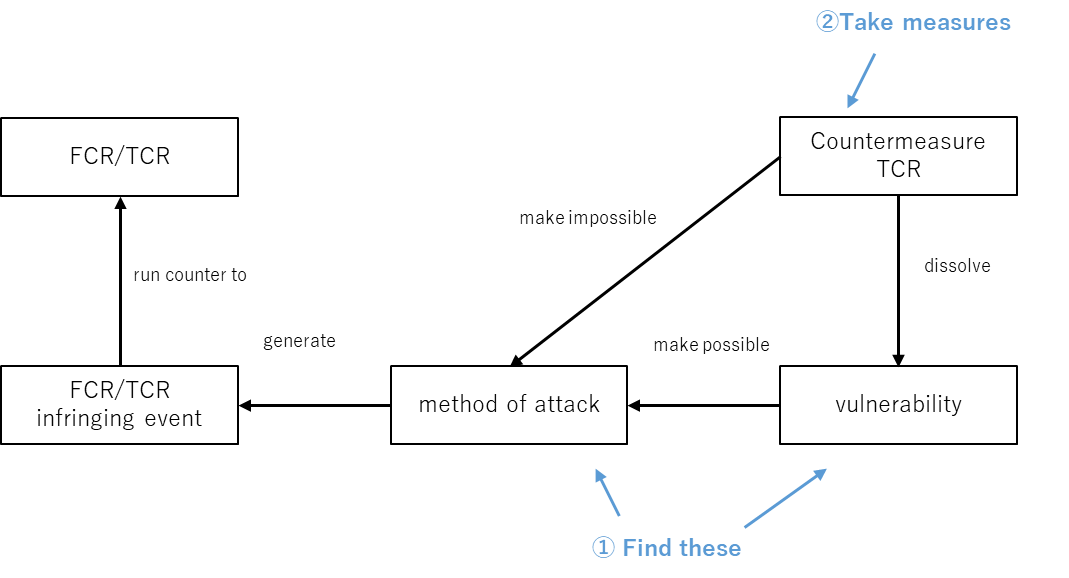 ②Take measures
FCR/TCR
Countermeasure
TCR
make impossible
run counter to
dissolve
generate
make possible
FCR/TCR
infringing event
method of attack
vulnerability
① Find these